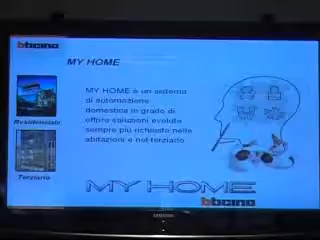 bticino
MY HOME
MY HOME è un sistema
di automazione
domestica in grado di
offrire soluzioni evolute
sempre più richieste nelle
abitazioni e nel terziario
Residenziale
Terziario
MY HOME
bticino
SAMSUNG